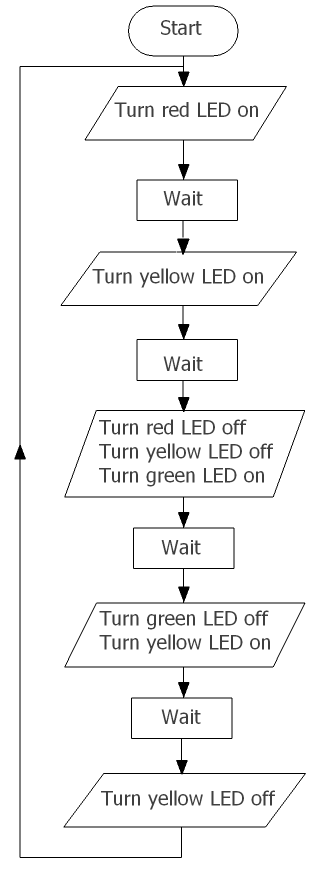 Start
Turn red LED on
Wait
Turn yellow LED on
Wait
Turn red LED off
Turn yellow LED off
Turn green LED on
Wait
Turn green LED off
Turn yellow LED on
Wait
Turn yellow LED off